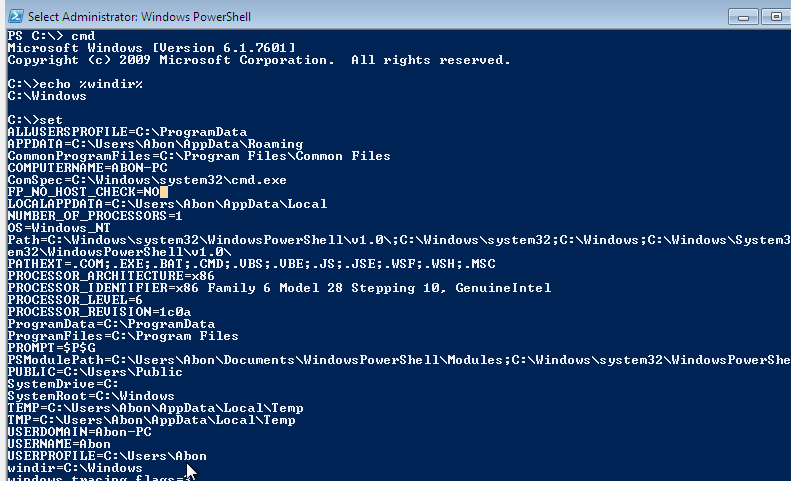 Select Administrator: Windows PowerShell
PS C:\> cmd
Microsoft Windows [Version 6.1.7601]
Copyright (c) 2009 Microsoft Corporation.  All rights reserved.
C:\>echo %windir%
C:\Windows
C:\>set
ALLUSERSPROFILE=C:\ProgramData
APPDATA=C:\Users\Abon\AppData\Roaming
CommonProgramFiles=C:\Program Files\Common Files
COMPUTERNAME=ABON-PC
ComSpec=C:\Windows\system32\cmd.exe
FP_NO_HOST_CHECK=NO
LOCALAPPDATA=C:\Users\Abon\AppData\Local
NUMBER_OF_PROCESSORS=1
OS=Windows_NT
Path=C:\Windows\system32\WindowsPowerShell\v1.0\;C:\Windows\system32;C:\Windows;C:\Windows\System3
em32\WindowsPowerShell\v1.0\
PATHEXT=.COM;.EXE;.BAT;.CMD;.VBS;.VBE;.JS;.JSE;.WSF;.WSH;.MSC
PROCESSOR_ARCHITECTURE=x86
PROCESSOR_IDENTIFIER=x86 Family 6 Model 28 Stepping 10, GenuineIntel
PROCESSOR_LEVEL=6
PROCESSOR_REVISION=1c0a
ProgramData=C:\ProgramData
ProgramFiles=C:\Program Files
PROMPT=$P$G
PSModulePath=C:\Users\Abon\Documents\WindowsPowerShell\Modules;C:\Windows\system32\WindowsPowerShe
PUBLIC=C:\Users\Public
SystemDrive=C:
SystemRoot=C:\Windows
TEMP=C:\Users\Abon\AppData\Local\Temp
TMP=C:\Users\Abon\AppData\Local\Temp
USERDOMAIN=Abon-PC
USERNAME=Abon
USERPROFILE=C:\Users\Abon
windir=C:\Windows
windows_tracing_flags=3